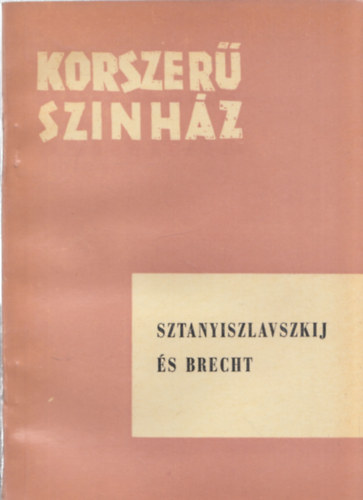 KORSZERŰ
SZINHÁZ
SZTANYISZLAVSZKIJ
ÉS BRECHT